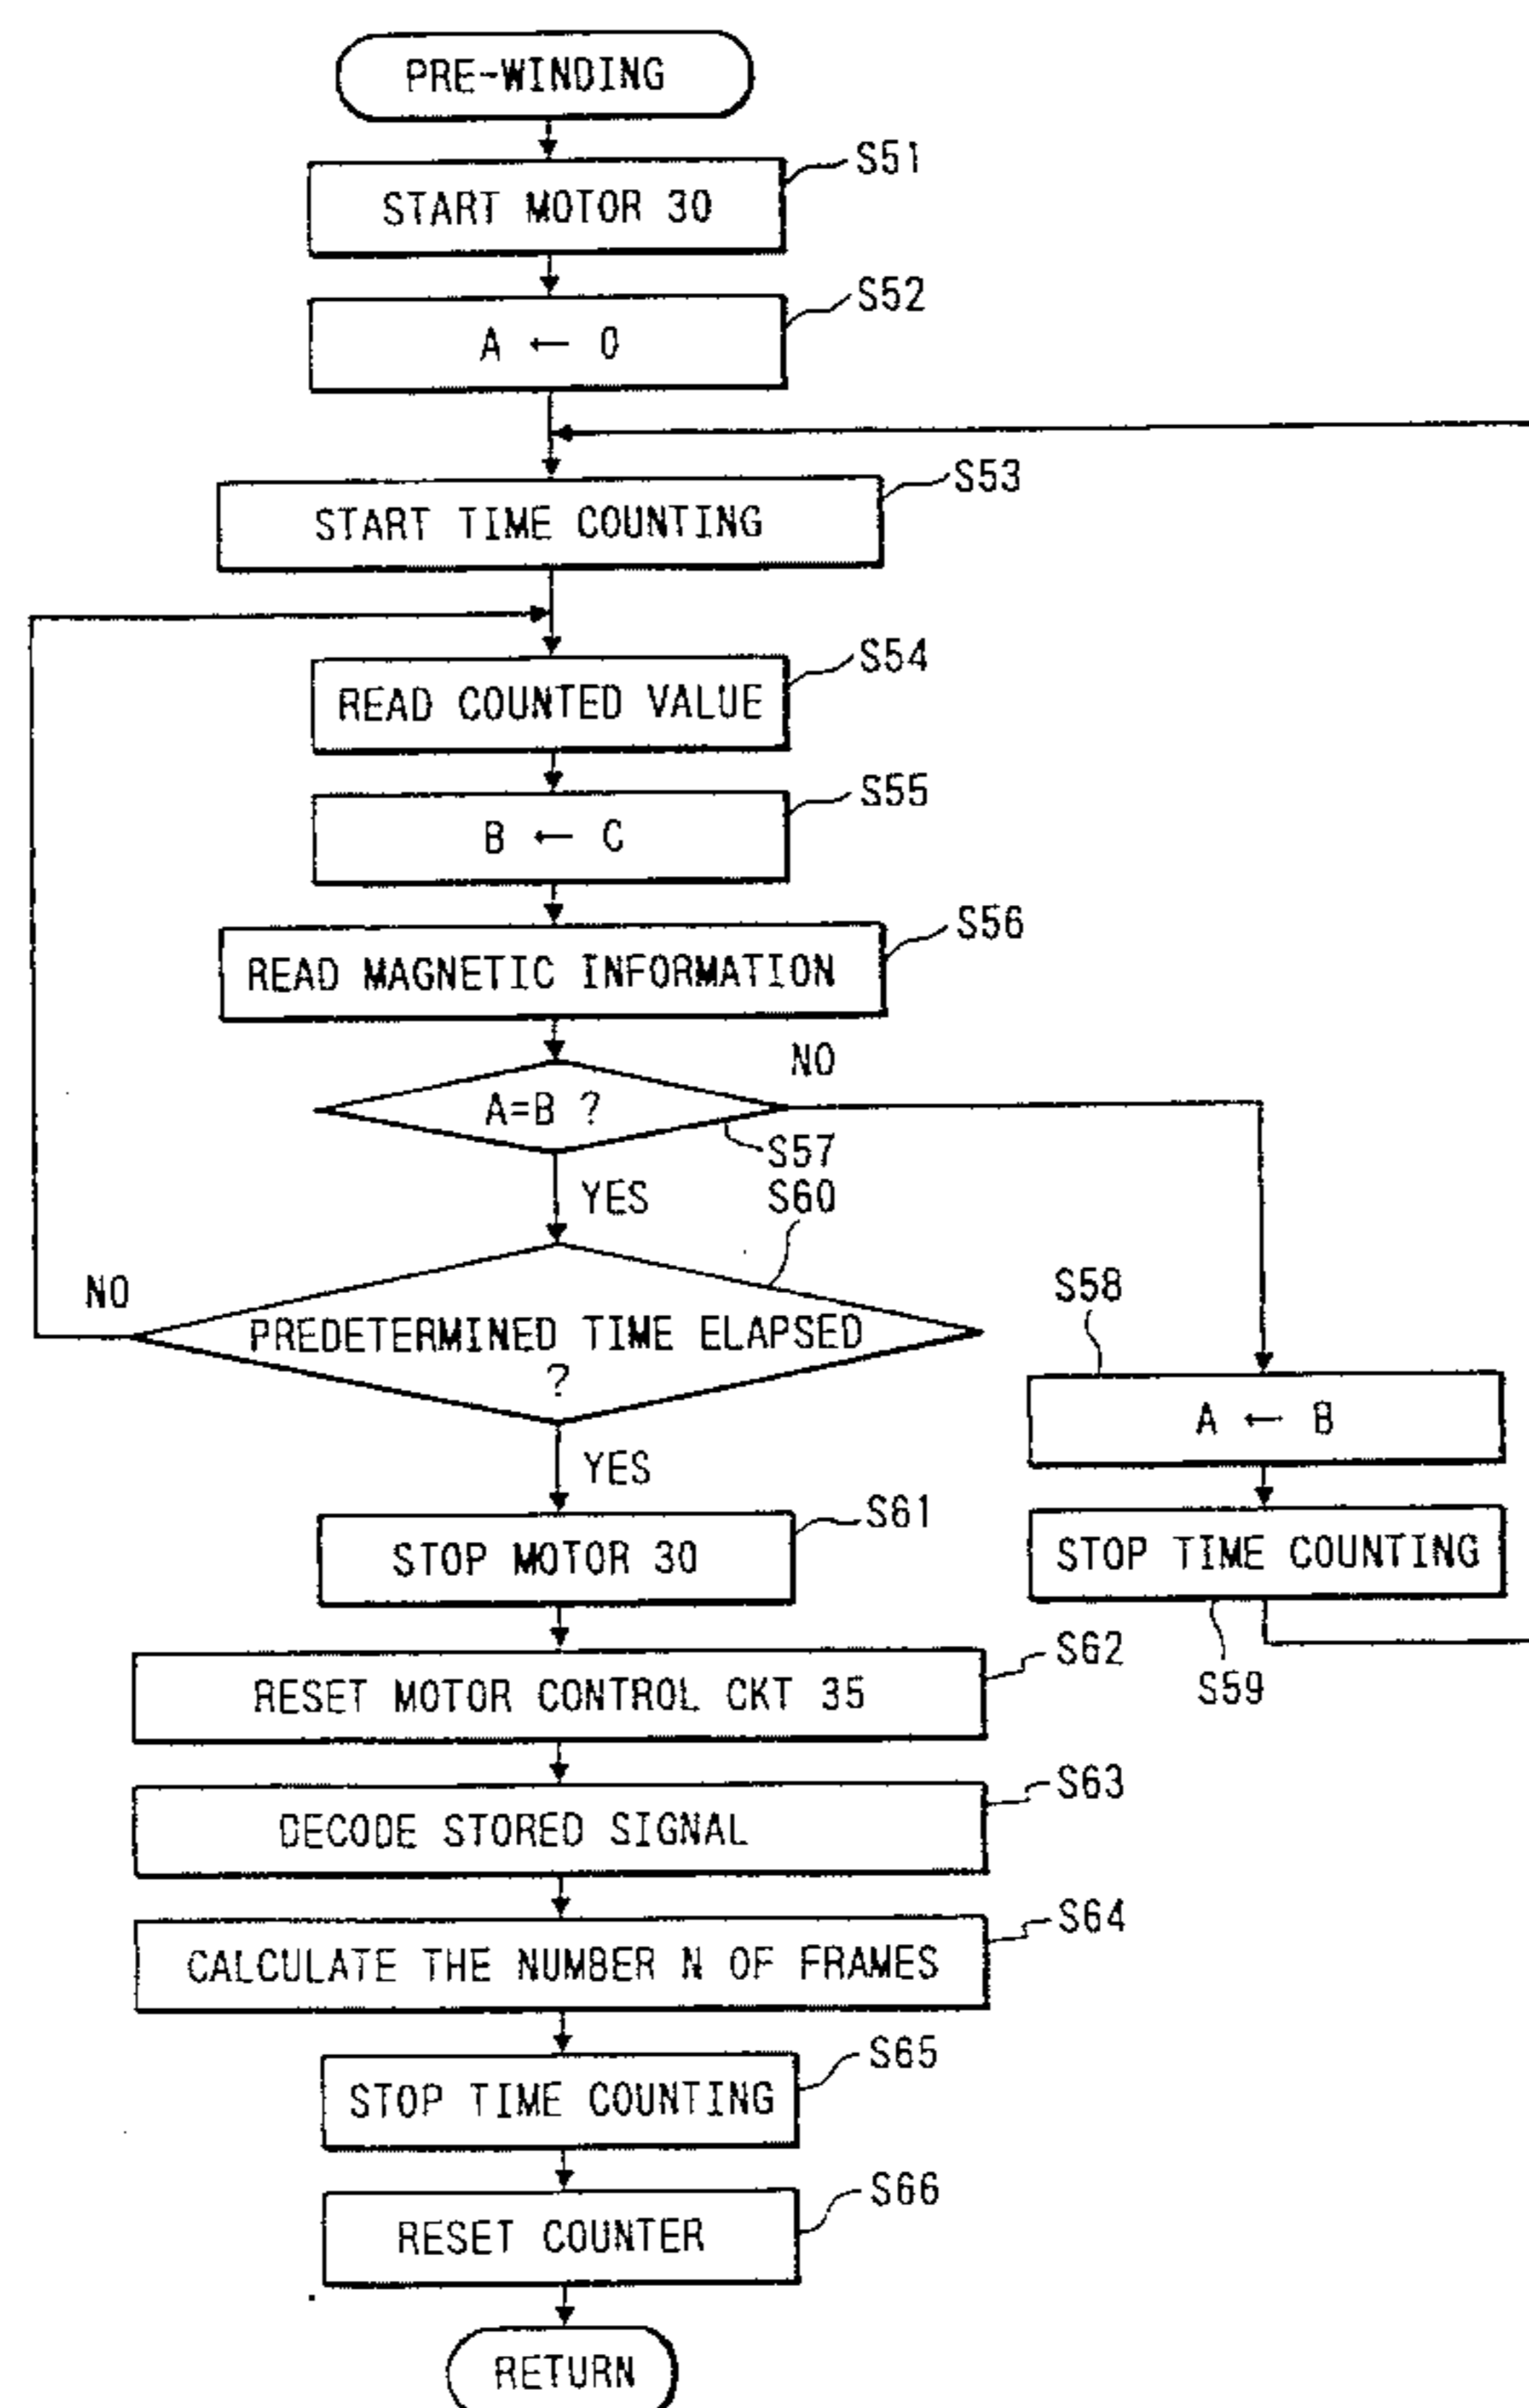 PRE-WINDING
S51
START MOTOR 30
S52
A ← 0
S53
START TIME COUNTING
S54
READ COUNTED VALUE
S55
B ← C
S56
READ MAGNETIC INFORMATION
NO
A=B ?
S57
YES
S60
NO
PREDETERMINED TIME ELAPSED
?
S58
A ← B
YES
S61
STOP MOTOR 30
STOP TIME COUNTING
S59
S62
RESET MOTOR CONTROL CKT 35
S63
DECODE STORED SIGNAL
S64
CALCULATE THE NUMBER N OF FRAMES
S65
STOP TIME COUNTING
S66
RESET COUNTER
RETURN